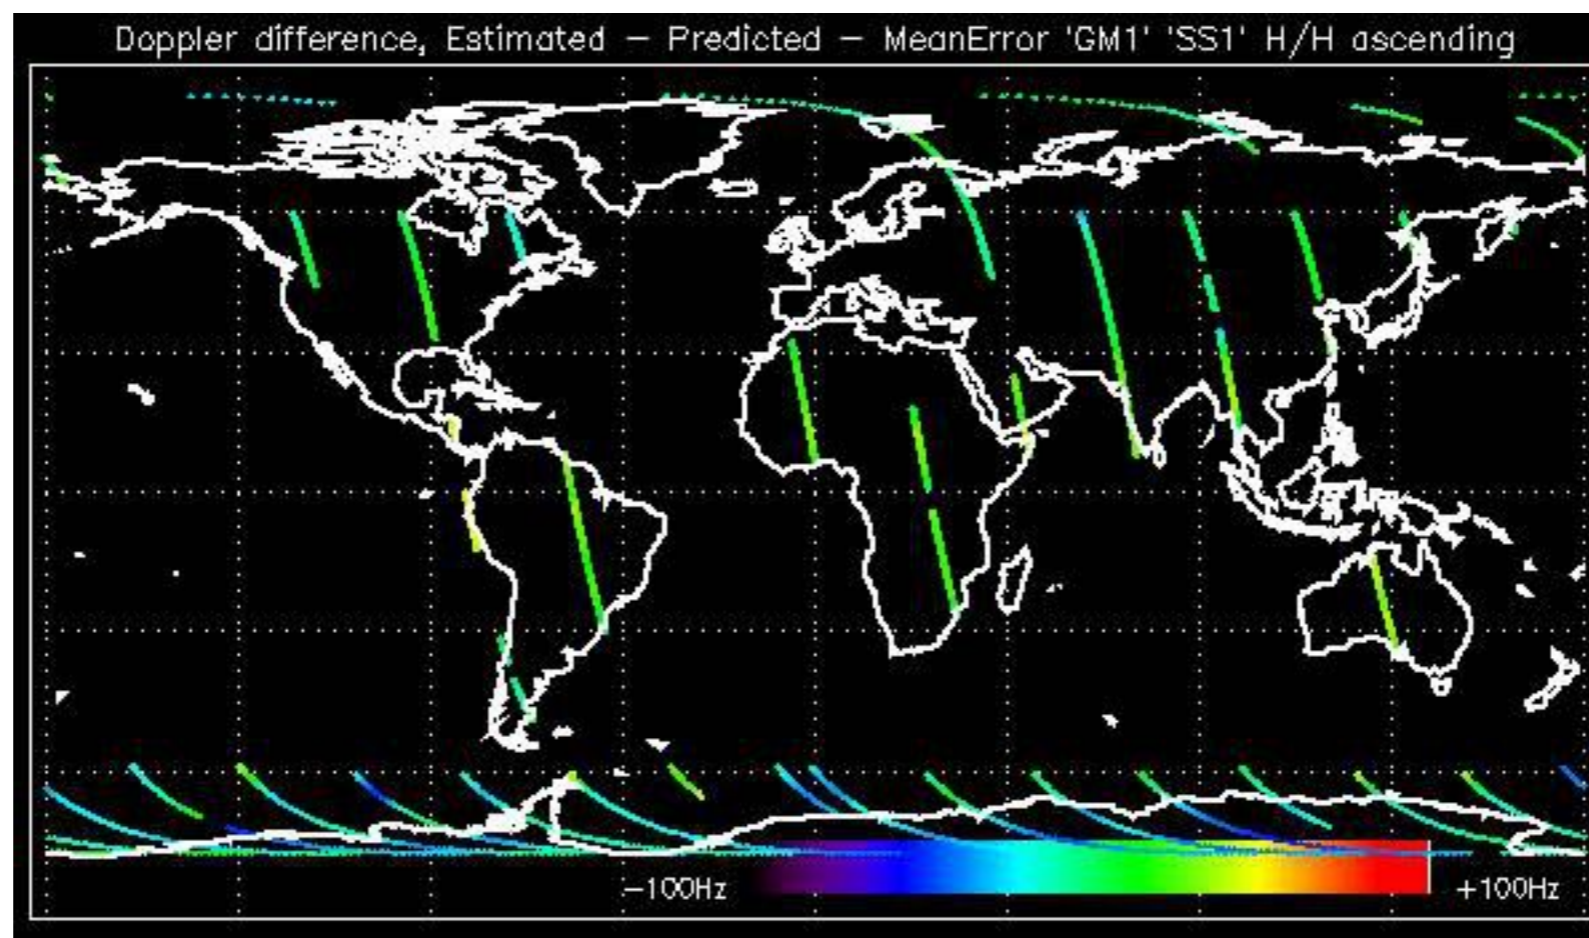 Doppler difference, Estimated – Predicted – MeanError 'GM1' 'SS1' H/H ascending
–100Hz +100Hz